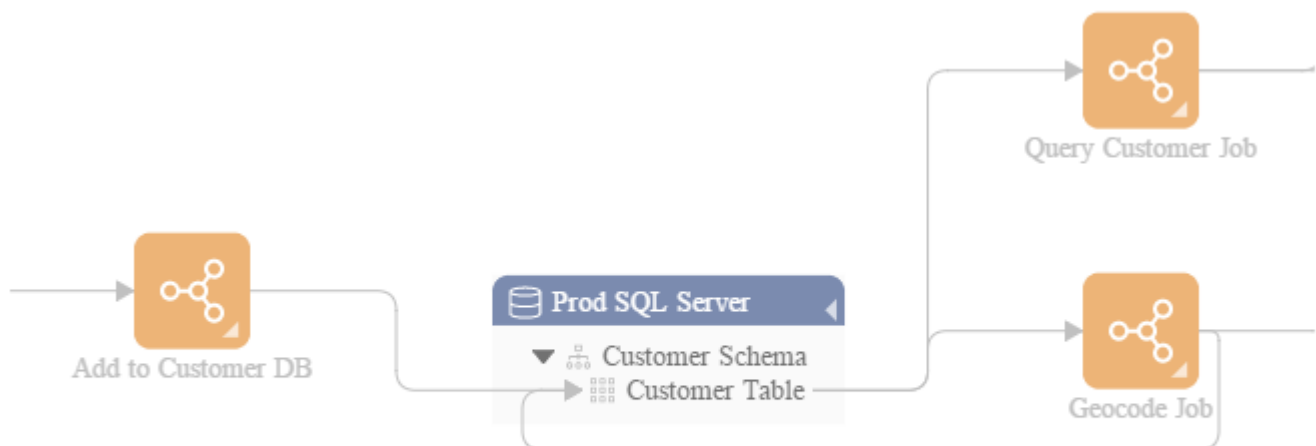 Query Customer Job
Add to Customer DB
Prod SQL Server
Customer Schema
Customer Table
Geocode Job